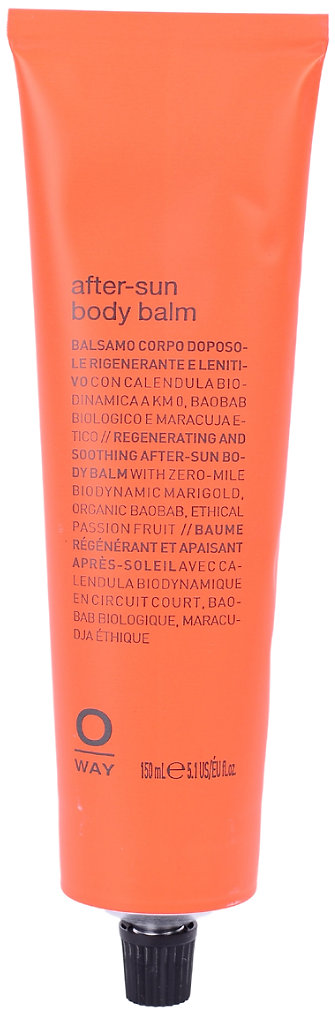 after-sun
body balm
BALSAMO CORPO DOPOSO-
LE RIGENERANTE E LENITI-
VO CON CALENDULA BIO-
DINAMICA A KM 0, BAOBAB
BIOLOGICO E MARACUJA E-
TICO // REGENERATING AND
SOOTHING AFTER-SUN BO-
DY BALM WITH ZERO-MILE
BIODYNAMIC MARIGOLD,
ORGANIC BAOBAB, ETHICAL
PASSION FRUIT // BAUME
RÉGÉNÉRANT ET APAISANT
APRÈS-SOLEIL AVEC CA-
LENDULA BIODYNAMIQUE
EN CIRCUIT COURT, BAO-
BAB BIOLOGIQUE, MARACU-
DJA ÉTHIQUE
O
WAY
150 mL e 5.1 US/ÉU fl.oz.